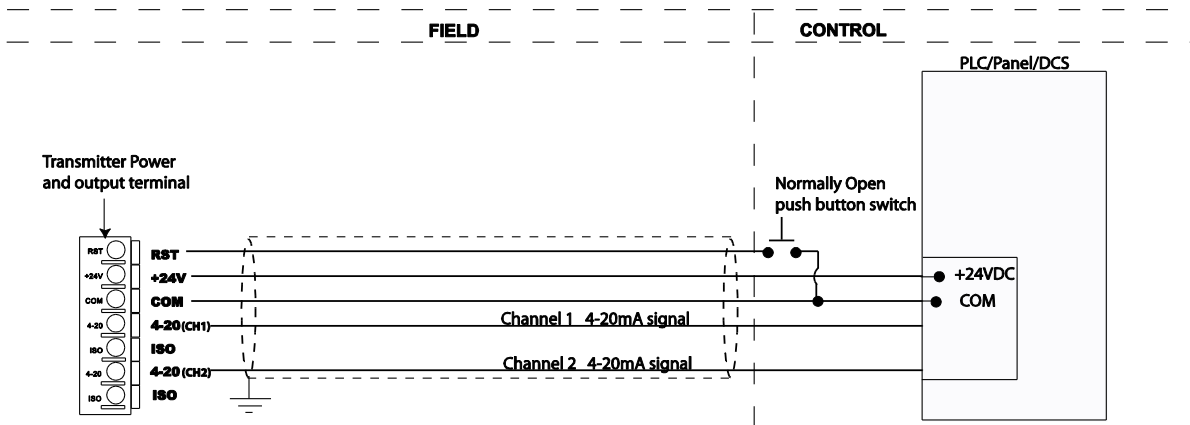 FIELD
CONTROL
PLC/Panel/DCS
Transmitter Power
and output terminal
Normally Open
push button switch
RST
RST
+24V
+24V
+24VDC
COM
COM
COM
4-20
4-20(CH1)
Channel 1 4-20mA signal
ISO
ISO
4-20
4-20(CH2)
Channel 2 4-20mA signal
ISO
ISO